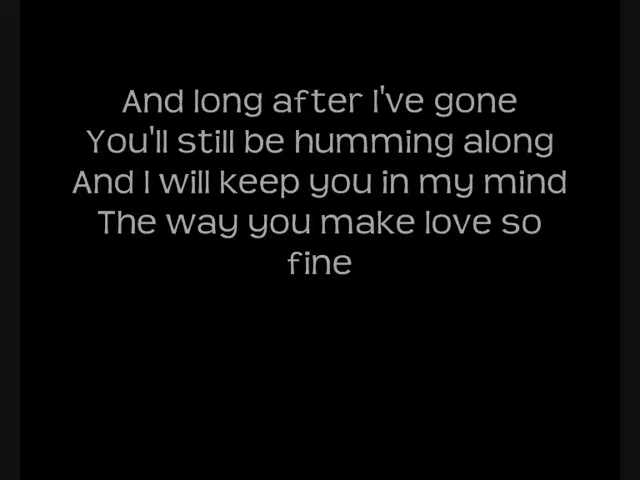 And long after I've gone
You'll still be humming along
And I will keep you in my mind
The way you make love so
fine